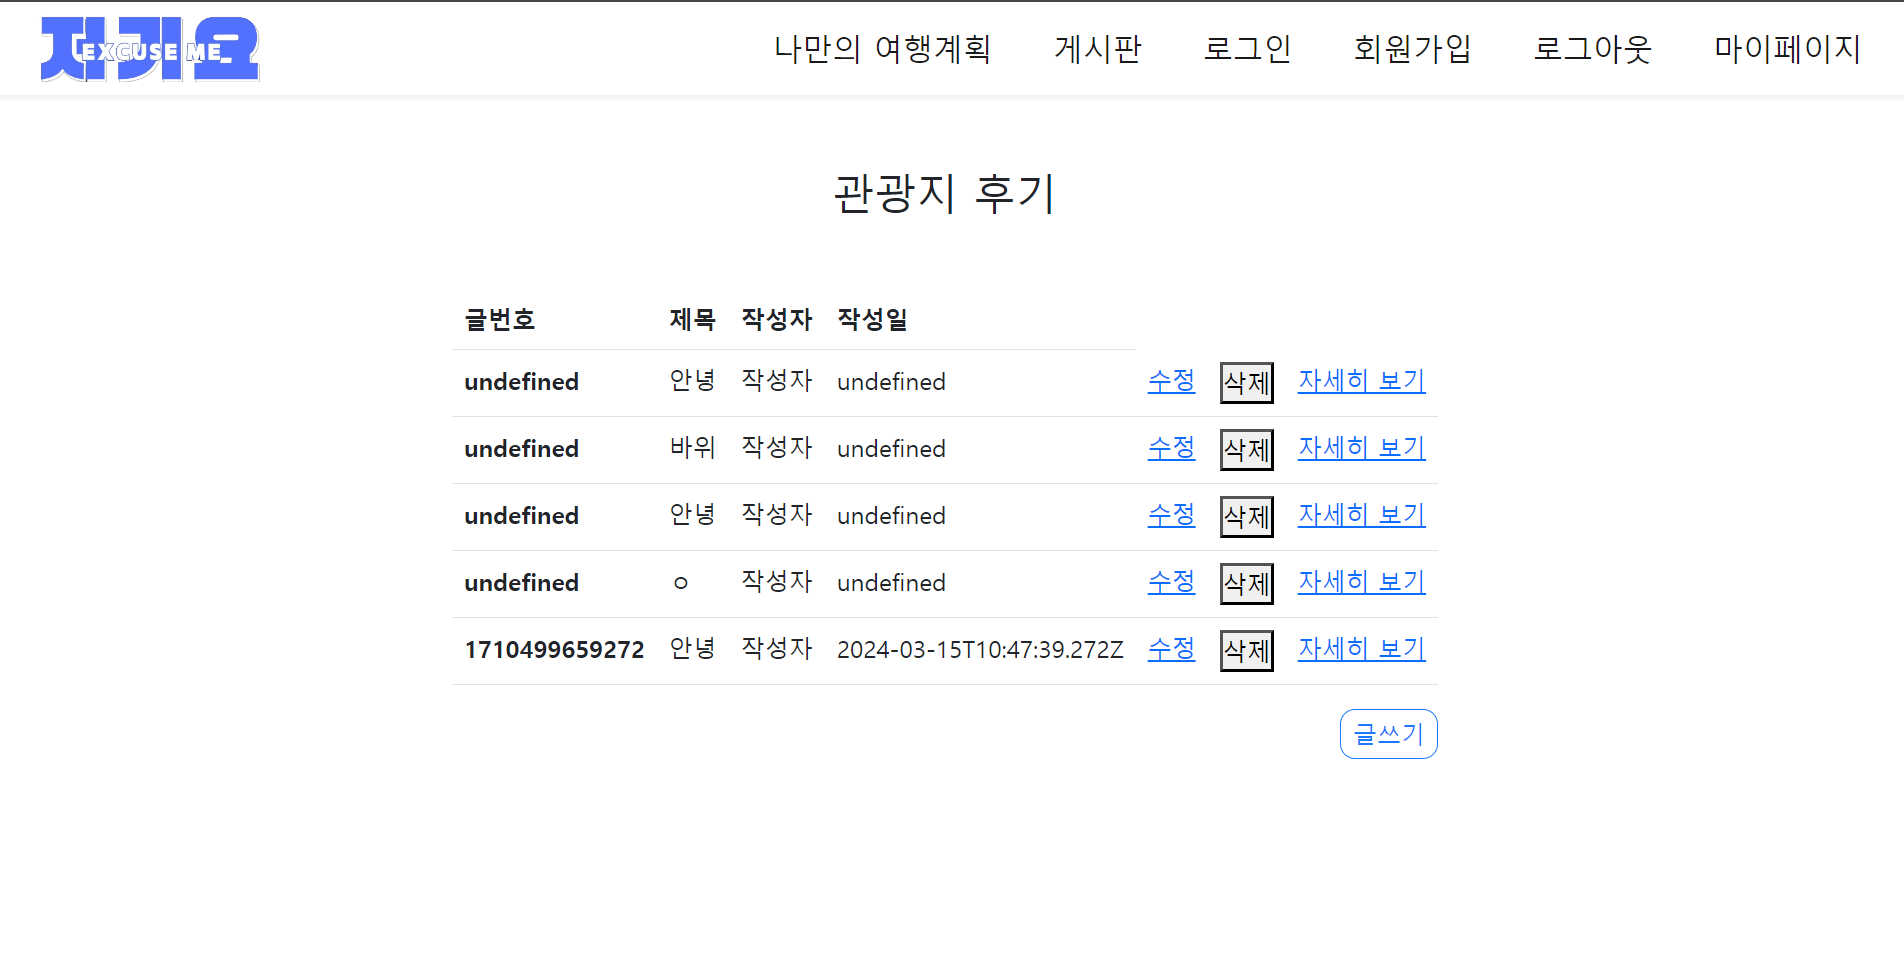 저기요
EXCUSE ME
나만의 여행계획 게시판 로그인 회원가입 로그아웃 마이페이지
관광지 후기
글번호 제목 작성자 작성일
undefined 안녕 작성자 undefined 수정 삭제 자세히 보기
undefined 바위 작성자 undefined 수정 삭제 자세히 보기
undefined 안녕 작성자 undefined 수정 삭제 자세히 보기
undefined ㅇ 작성자 undefined 수정 삭제 자세히 보기
1710499659272 안녕 작성자 2024-03-15T10:47:39.272Z 수정 삭제 자세히 보기
글쓰기